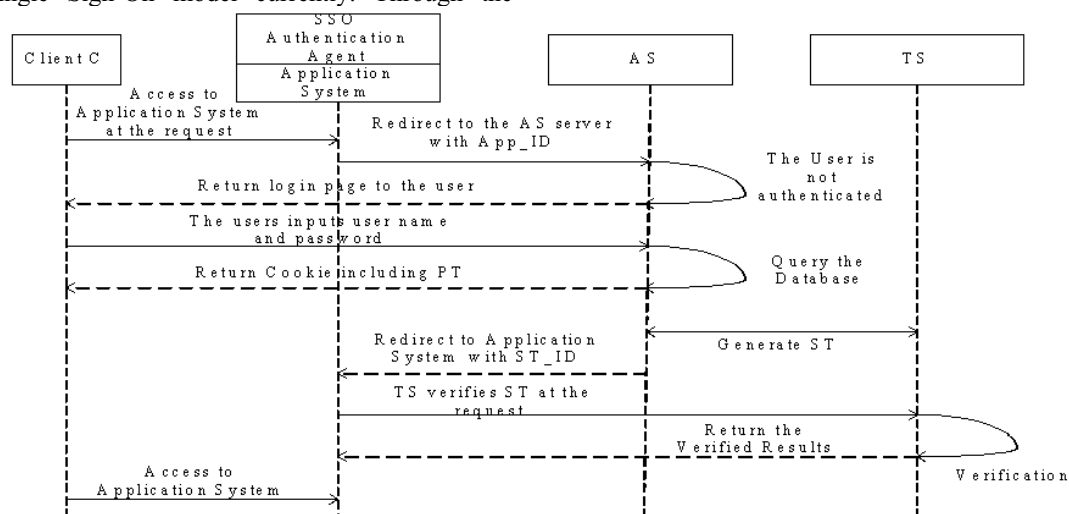 Single Sign-On model currently. Through the
SSO
Authentication
Agent
Application
System
Client C
AS
TS
Access to
Application System
at the request
Redirect to the AS server
with App_ID
The User is
not
authenticated
Return login page to the user
The users inputs user name
and password
Query the
Database
Return Cookie including PT
Generate ST
Redirect to Application
System with ST_ID
TS verifies ST at the
request
Return the
Verified Results
Verification
Access to
Application System